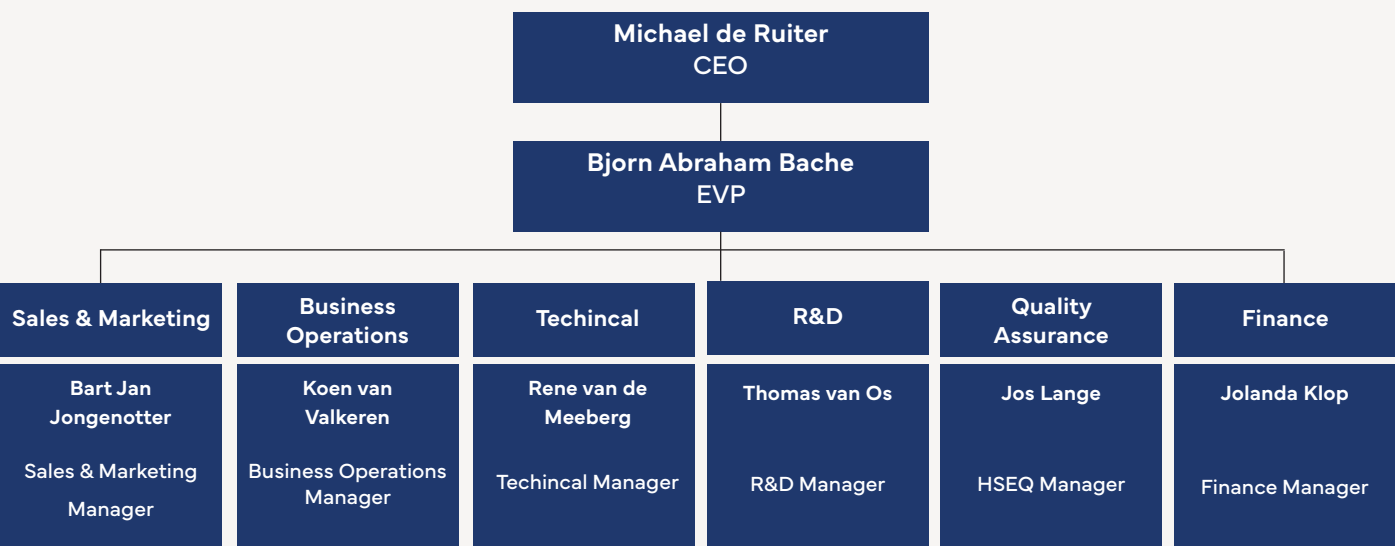 Michael de Ruiter
CEO
Bjorn Abraham Bache
EVP
Sales & Marketing
Business
Operations
Techincal
R&D
Quality
Assurance
Finance
Bart Jan
Jongenotter
Sales & Marketing
Manager
Koen van
Valkeren
Business Operations
Manager
Rene van de
Meeberg
Techincal Manager
Thomas van Os
R&D Manager
Jos Lange
HSEQ Manager
Jolanda Klop
Finance Manager